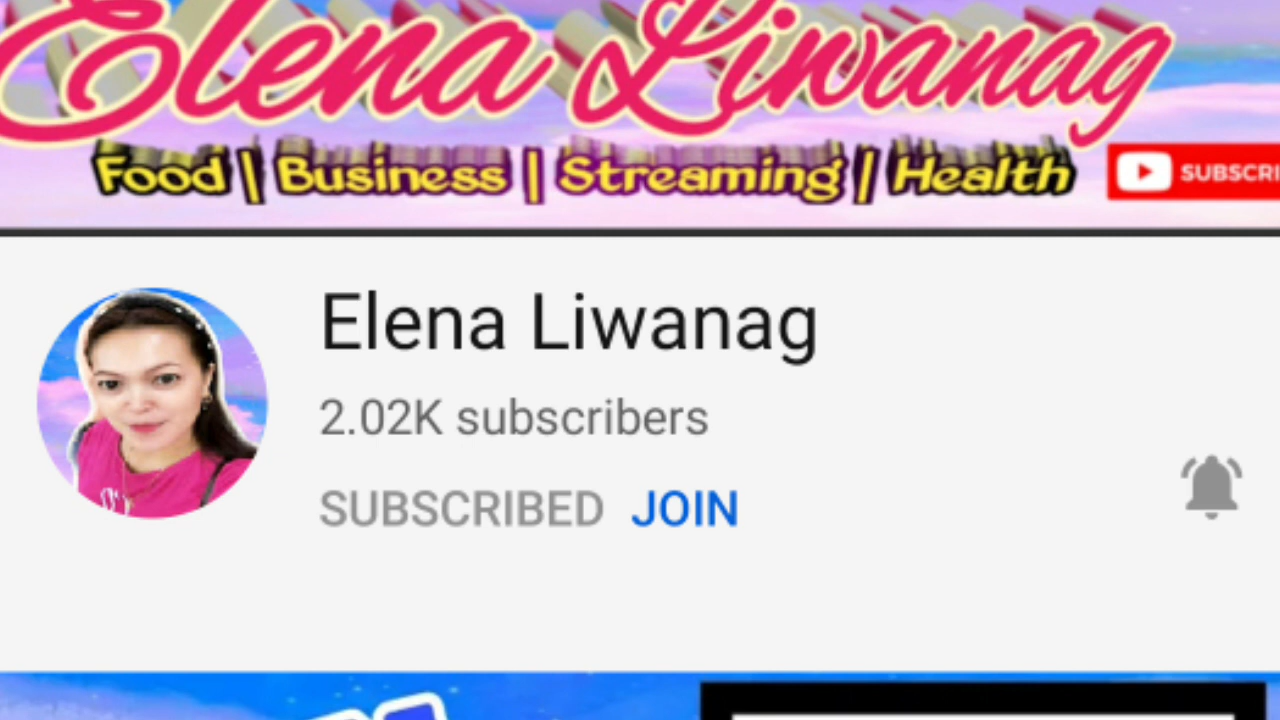 Elena Liwanag
Food | Business | Streaming | Health
Elena Liwanag
2.02K subscribers
SUBSCRIBED JOIN